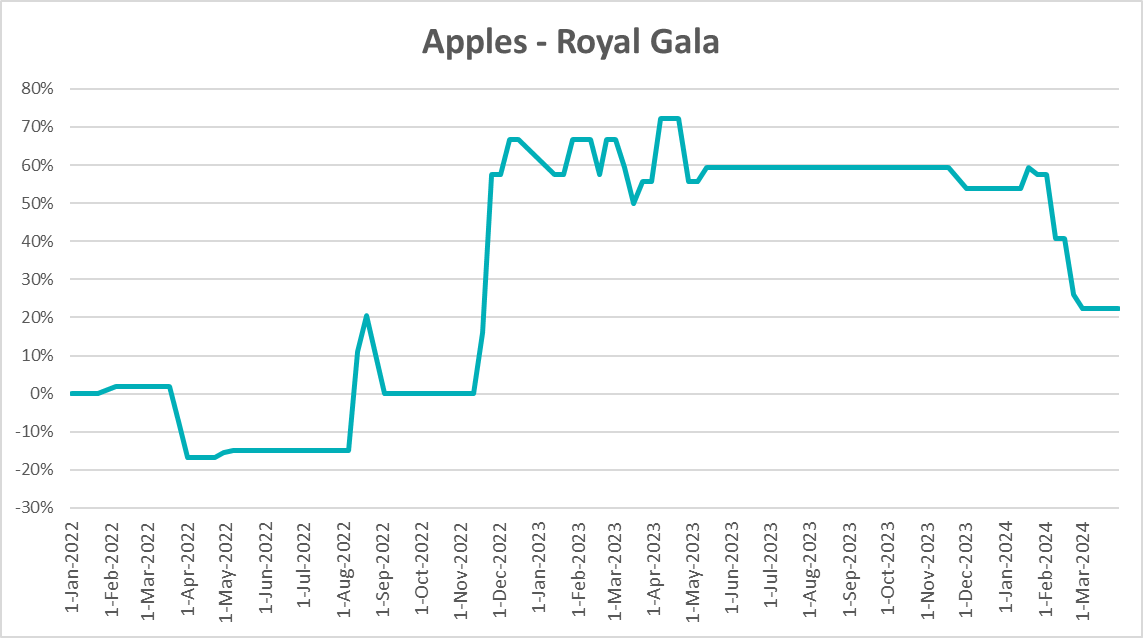 Apples - Royal Gala
80%
70%
60%
50%
40%
30%
20%
10%
0%
-10%
-20%
-30%
1-Jan-2022
1-Feb-2022
1-Mar-2022
1-Apr-2022
1-May-2022
1-Jun-2022
1-Jul-2022
1-Aug-2022
1-Sep-2022
1-Oct-2022
1-Nov-2022
1-Dec-2022
1-Jan-2023
1-Feb-2023
1-Mar-2023
1-Apr-2023
1-May-2023
1-Jun-2023
1-Jul-2023
1-Aug-2023
1-Sep-2023
1-Oct-2023
1-Nov-2023
1-Dec-2023
1-Jan-2024
1-Feb-2024
1-Mar-2024